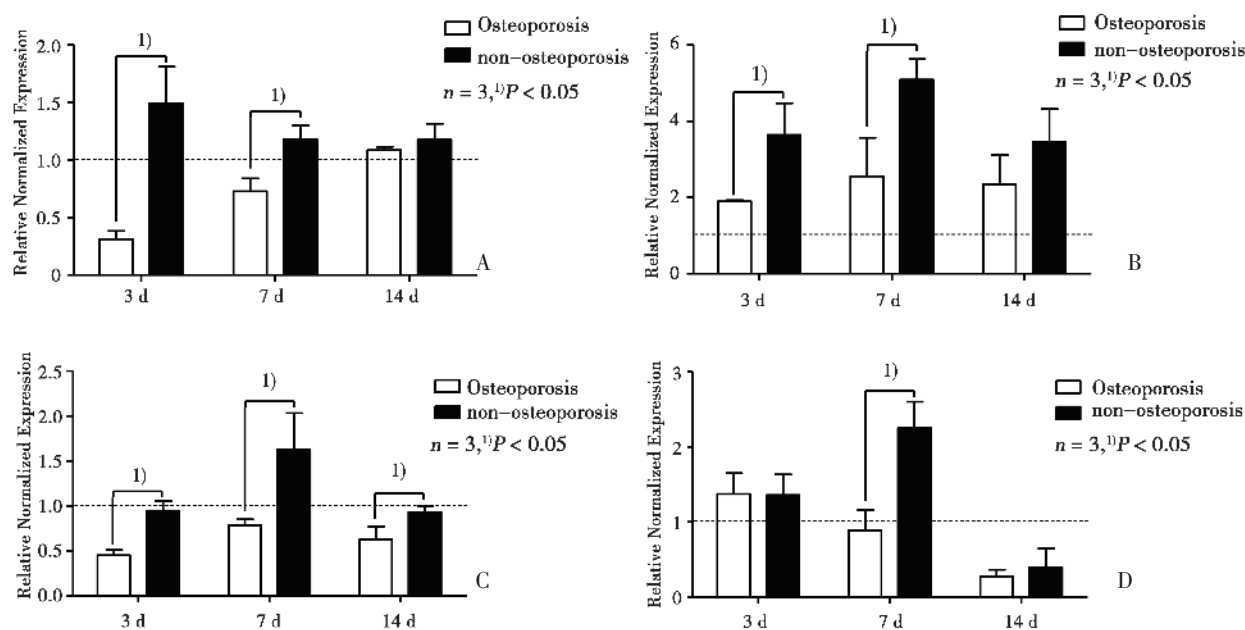 Relative Normalized Expression
2.0
1.5
1.0
0.5
0
1)
1)
3 d
7 d
14 d
Osteoporosis
non-osteoporosis
n = 3,¹⁾P < 0.05
A
Relative Normalized Expression
6
4
2
0
1)
1)
3 d
7 d
14 d
Osteoporosis
non-osteoporosis
n = 3,¹⁾P < 0.05
B
Relative Normalized Expression
2.5
2.0
1.5
1.0
0.5
0.0
1)
1)
1)
3 d
7 d
14 d
Osteoporosis
non-osteoporosis
n = 3,¹⁾P < 0.05
C
Relative Normalized Expression
3
2
1
0
1)
3 d
7 d
14 d
Osteoporosis
non-osteoporosis
n = 3,¹⁾P < 0.05
D